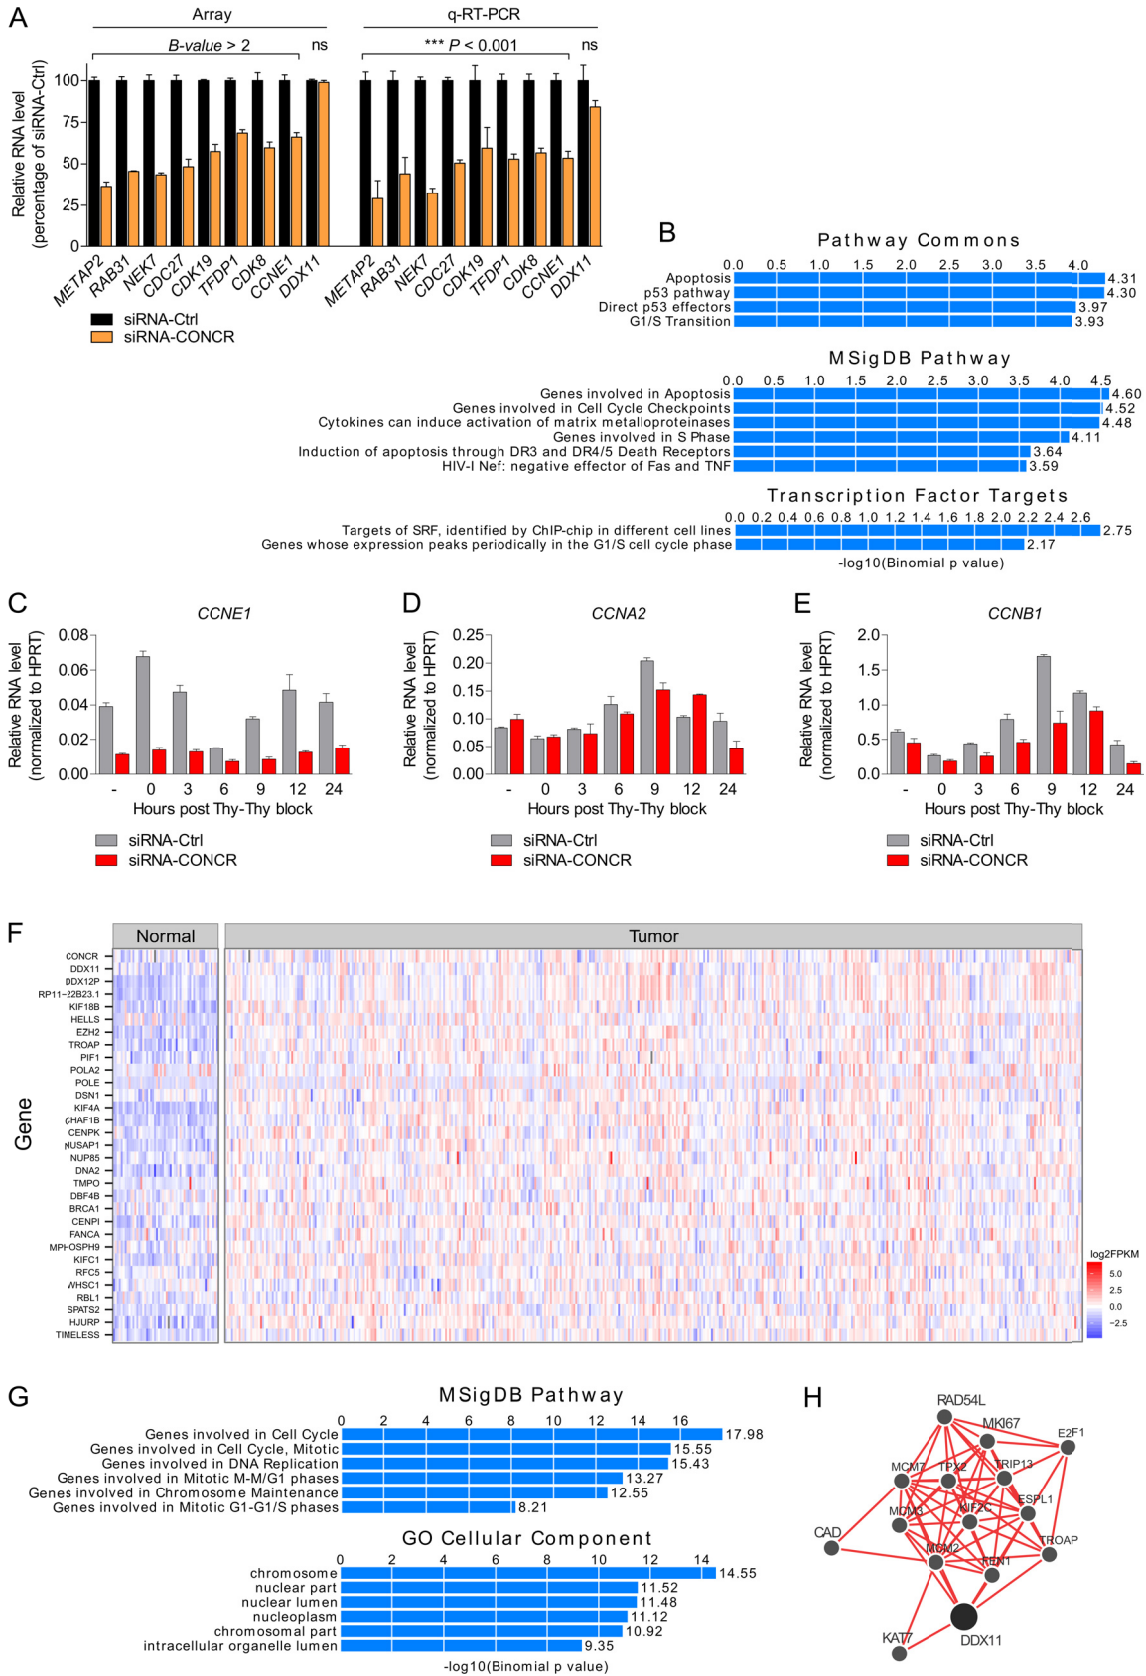 A
Array
q-RT-PCR
B-value > 2
ns
*** P < 0.001
ns
Relative RNA level
(percentage of siRNA-Ctrl)
100
75
50
25
0
METAP2 RAB31 NEK7 CDC27 CDK19 TFDP1 CDK8 CCNE1 DDX11
METAP2 RAB31 NEK7 CDC27 CDK19 TFDP1 CDK8 CCNE1 DDX11
siRNA-Ctrl
siRNA-CONCR
B
Pathway Commons
0.0 0.5 1.0 1.5 2.0 2.5 3.0 3.5 4.0
Apoptosis 4.31
p53 pathway 4.30
Direct p53 effectors 3.97
G1/S Transition 3.93
MSigDB Pathway
0.0 0.5 1.0 1.5 2.0 2.5 3.0 3.5 4.0 4.5
Genes involved in Apoptosis 4.60
Genes involved in Cell Cycle Checkpoints 4.52
Cytokines can induce activation of matrix metalloproteinases 4.48
Genes involved in S Phase 4.11
Induction of apoptosis through DR3 and DR4/5 Death Receptors 3.64
HIV-I Nef: negative effector of Fas and TNF 3.59
Transcription Factor Targets
0.0 0.2 0.4 0.6 0.8 1.0 1.2 1.4 1.6 1.8 2.0 2.2 2.4 2.6
Targets of SRF, identified by ChIP-chip in different cell lines 2.75
Genes whose expression peaks periodically in the G1/S cell cycle phase 2.17
-log10(Binomial p value)
C
CCNE1
Relative RNA level
(normalized to HPRT)
0.08
0.06
0.04
0.02
0.00
- 0 3 6 9 12 24
Hours post Thy-Thy block
siRNA-Ctrl
siRNA-CONCR
D
CCNA2
Relative RNA level
(normalized to HPRT)
0.25
0.20
0.15
0.10
0.05
0.00
- 0 3 6 9 12 24
Hours post Thy-Thy block
siRNA-Ctrl
siRNA-CONCR
E
CCNB1
Relative RNA level
(normalized to HPRT)
2.0
1.5
1.0
0.5
0.0
- 0 3 6 9 12 24
Hours post Thy-Thy block
siRNA-Ctrl
siRNA-CONCR
F
Normal
Tumor
Gene
CONCR
DDX11
DDX12P
RP11-22B23.1
KIF18B
HELLS
EZH2
TROAP
PIF1
POLA2
POLE
DSN1
KIF4A
CHAF1B
CENPK
NUSAP1
NUP85
DNA2
TMPO
DBF4B
BRCA1
CENPI
FANCA
MPHOSPH9
KIFC1
RFC5
WHSC1
RBL1
SPATS2
HJURP
TIMELESS
log2FPKM
5.0
2.5
0.0
-2.5
G
MSigDB Pathway
0 2 4 6 8 10 12 14 16
Genes involved in Cell Cycle 17.98
Genes involved in Cell Cycle, Mitotic 15.55
Genes involved in DNA Replication 15.43
Genes involved in Mitotic M-M/G1 phases 13.27
Genes involved in Chromosome Maintenance 12.55
Genes involved in Mitotic G1-G1/S phases 8.21
GO Cellular Component
0 2 4 6 8 10 12 14
chromosome 14.55
nuclear part 11.52
nuclear lumen 11.48
nucleoplasm 11.12
chromosomal part 10.92
intracellular organelle lumen 9.35
-log10(Binomial p value)
H
RAD54L
MKI67
E2F1
MCM7
TPX2
TRIP13
MCM3
KIF2C
ESPL1
CAD
MCM2
FEN1
TROAP
KAT7
DDX11